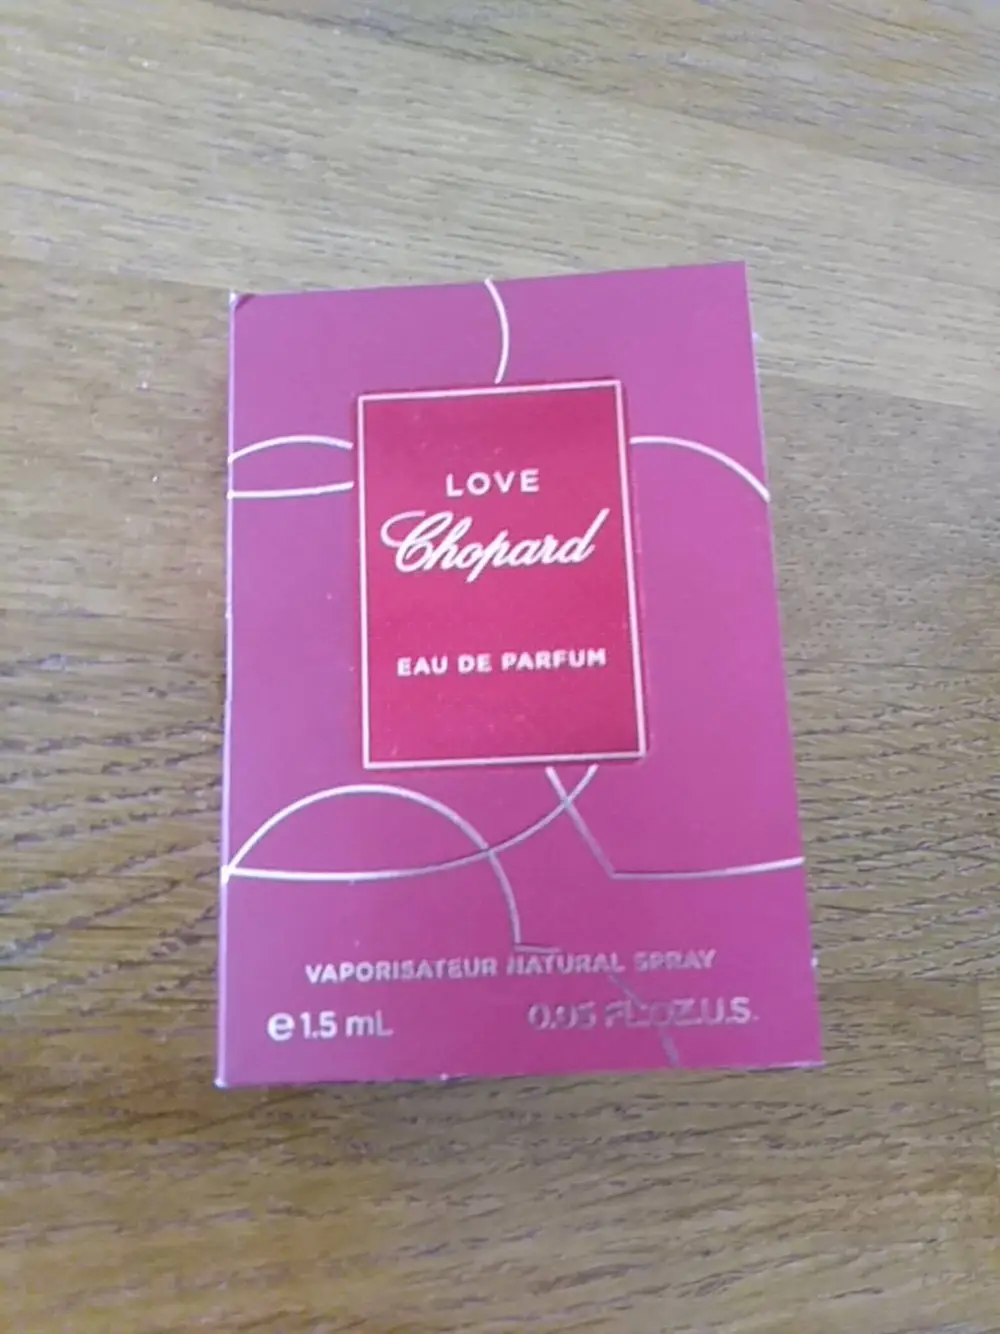 LOVE
Chopard
EAU DE PARFUM
VAPORISATEUR NATURAL SPRAY
e 1.5 mL 0.05 FL.OZ.U.S.